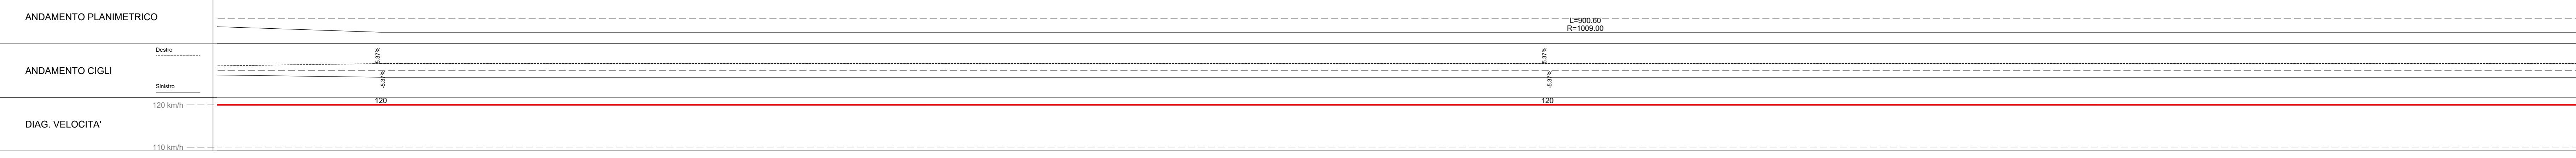 ANDAMENTO PLANIMETRICO
L=900.60
R=1009.00
ANDAMENTO CIGLI
Destro
Sinistro
5.37%
-5.37%
5.37%
-5.37%
DIAG. VELOCITA'
120 km/h
110 km/h
120
120